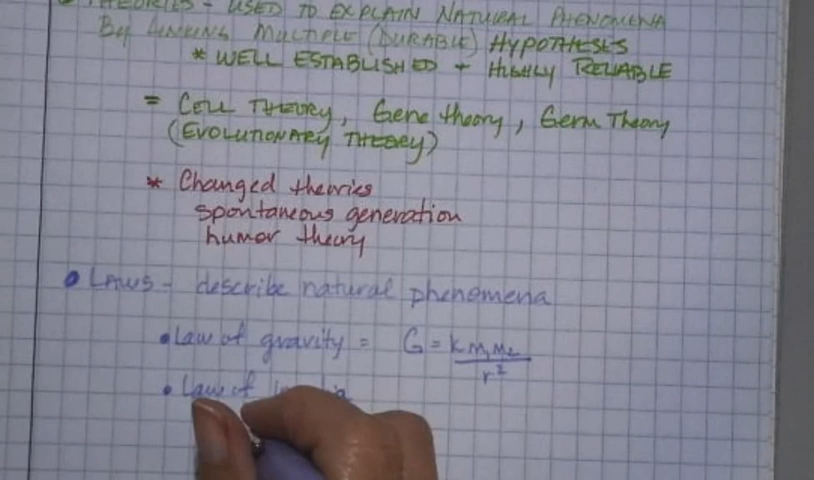 THEORIES - USED TO EXPLAIN NATURAL PHENOMENA
By LINKING MULTIPLE (DURABLE) HYPOTHESES
* WELL ESTABLISHED + HIGHLY RELIABLE
= CELL THEORY, Gene theory, Germ Theory
(EVOLUTIONARY THEORY)
* Changed theories
spontaneous generation
humor theory
• LAWS - describe natural phenomena
• Law of gravity = G = k m₁m₂
r²
• Law of